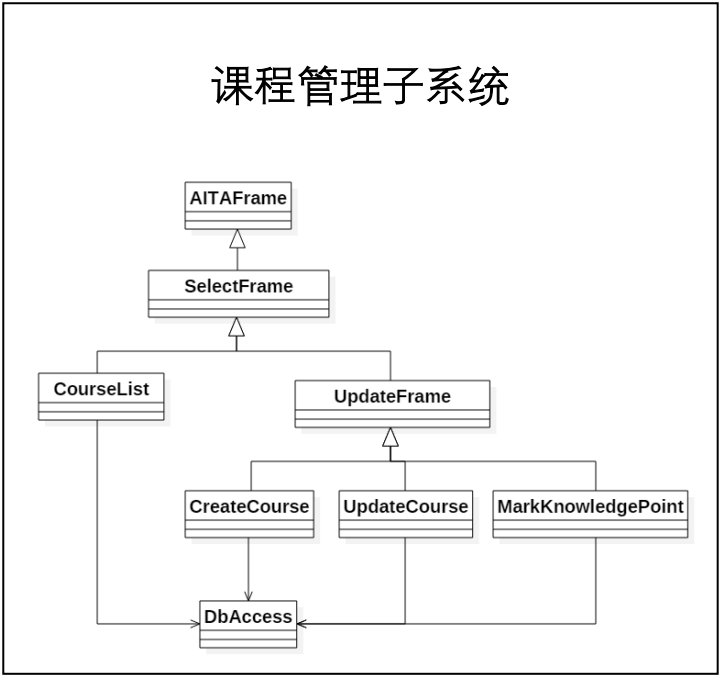 课程管理子系统
AITAFrame
SelectFrame
CourseList
UpdateFrame
CreateCourse
UpdateCourse
MarkKnowledgePoint
DbAccess